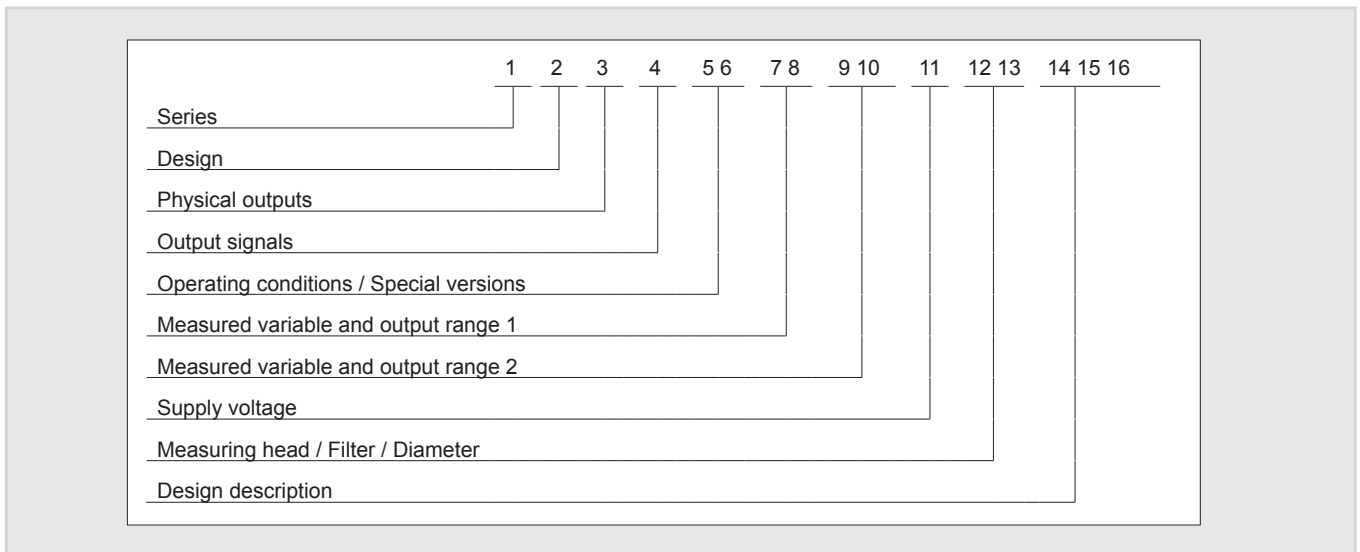 1 2 3 4 5 6 7 8 9 10 11 12 13 14 15 16
Series
Design
Physical outputs
Output signals
Operating conditions / Special versions
Measured variable and output range 1
Measured variable and output range 2
Supply voltage
Measuring head / Filter / Diameter
Design description